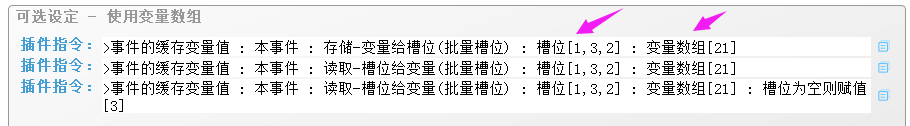 可选设定 - 使用变量数组
插件指令: >事件的缓存变量值 : 本事件 : 存储-变量给槽位(批量槽位) : 槽位[1,3,2] : 变量数组[21]
插件指令: >事件的缓存变量值 : 本事件 : 读取-槽位给变量(批量槽位) : 槽位[1,3,2] : 变量数组[21]
插件指令: >事件的缓存变量值 : 本事件 : 读取-槽位给变量(批量槽位) : 槽位[1,3,2] : 变量数组[21] : 槽位为空则赋值
[3]